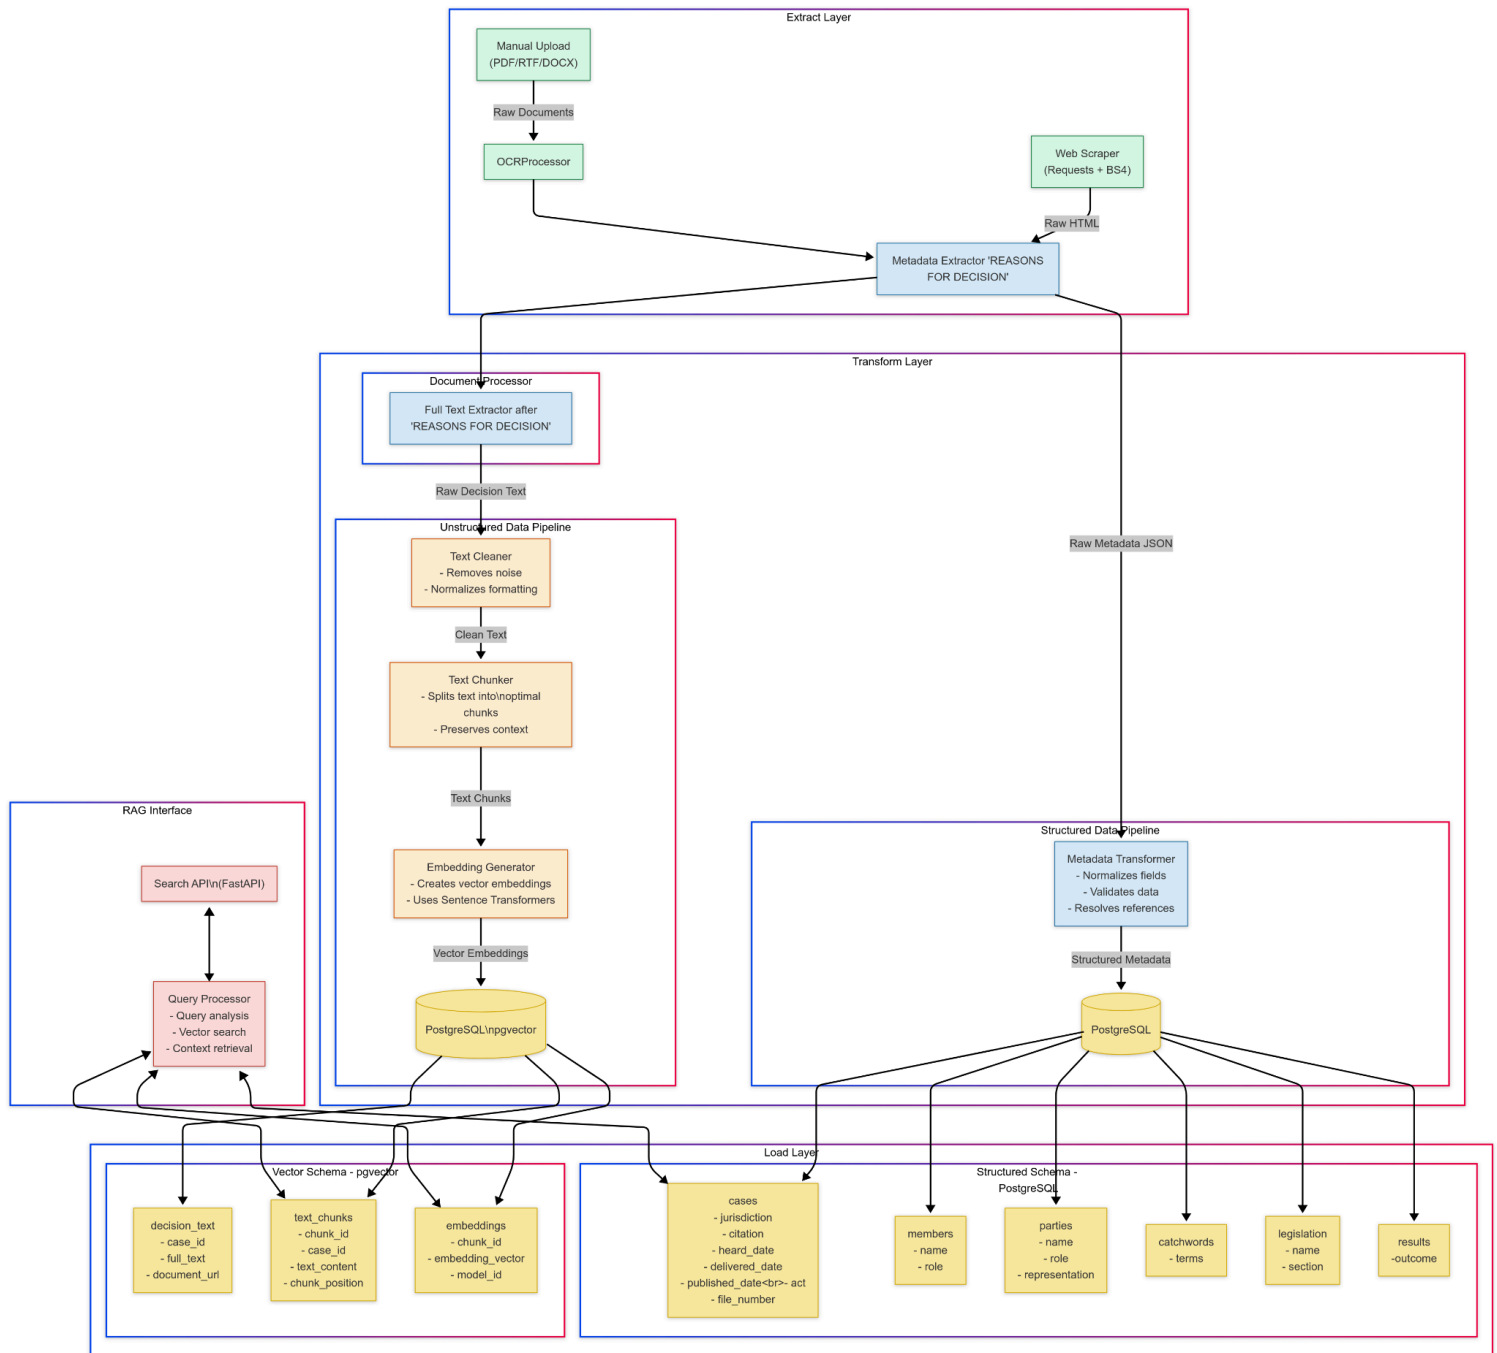 Extract Layer
Manual Upload
(PDF/RTF/DOCX)
Raw Documents
OCRProcessor
Web Scraper
(Requests + BS4)
Raw HTML
Metadata Extractor 'REASONS
FOR DECISION'
Transform Layer
Document Processor
Full Text Extractor after
'REASONS FOR DECISION'
Raw Decision Text
Unstructured Data Pipeline
Text Cleaner
- Removes noise
- Normalizes formatting
Clean Text
Text Chunker
- Splits text into\noptimal
chunks
- Preserves context
Text Chunks
Embedding Generator
- Creates vector embeddings
- Uses Sentence Transformers
Vector Embeddings
PostgreSQL\npgvector
Raw Metadata JSON
Structured Data Pipeline
Metadata Transformer
- Normalizes fields
- Validates data
- Resolves references
Structured Metadata
PostgreSQL
RAG Interface
Search API\n(FastAPI)
Query Processor
- Query analysis
- Vector search
- Context retrieval
Load Layer
Vector Schema - pgvector
decision_text
- case_id
- full_text
- document_url
text_chunks
- chunk_id
- case_id
- text_content
- chunk_position
embeddings
- chunk_id
- embedding_vector
- model_id
Structured Schema -
PostgreSQL
cases
- jurisdiction
- citation
- heard_date
- delivered_date
- published_date<br>- act
- file_number
members
- name
- role
parties
- name
- role
- representation
catchwords
- terms
legislation
- name
- section
results
-outcome